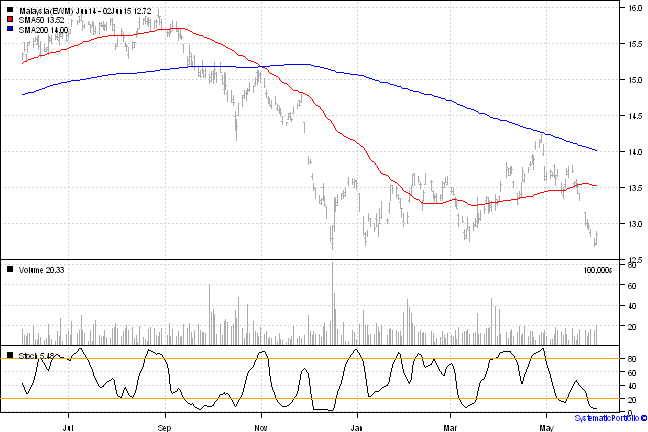 Malaysia(EWM) Jun14 - 02Jun15 12.72
SMA50 13.52
SMA200 14.00
16.0
15.5
15.0
14.5
14.0
13.5
13.0
12.5
Volume 20.33
100,000s
80
60
40
20
Stoch 5.48
80
60
40
20
0
Jul
Sep
Nov
Jan
Mar
May
SystematicPortfolio ©